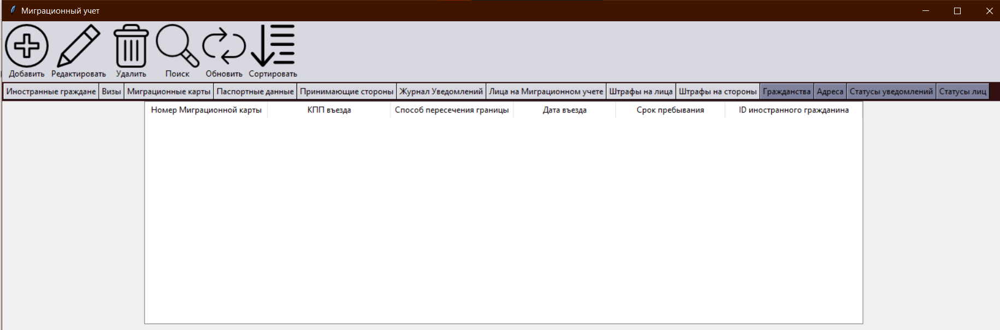 Миграционный учет
Добавить Редактировать Удалить Поиск Обновить Сортировать
Иностранные граждане Визы Миграционные карты Паспортные данные Принимающие стороны Журнал Уведомлений Лица на Миграционном учете Штрафы на лица Штрафы на стороны Гражданства Адреса Статусы уведомлений Статусы лиц
Номер Миграционной карты КПП въезда Способ пересечения границы Дата въезда Срок пребывания ID иностранного гражданина